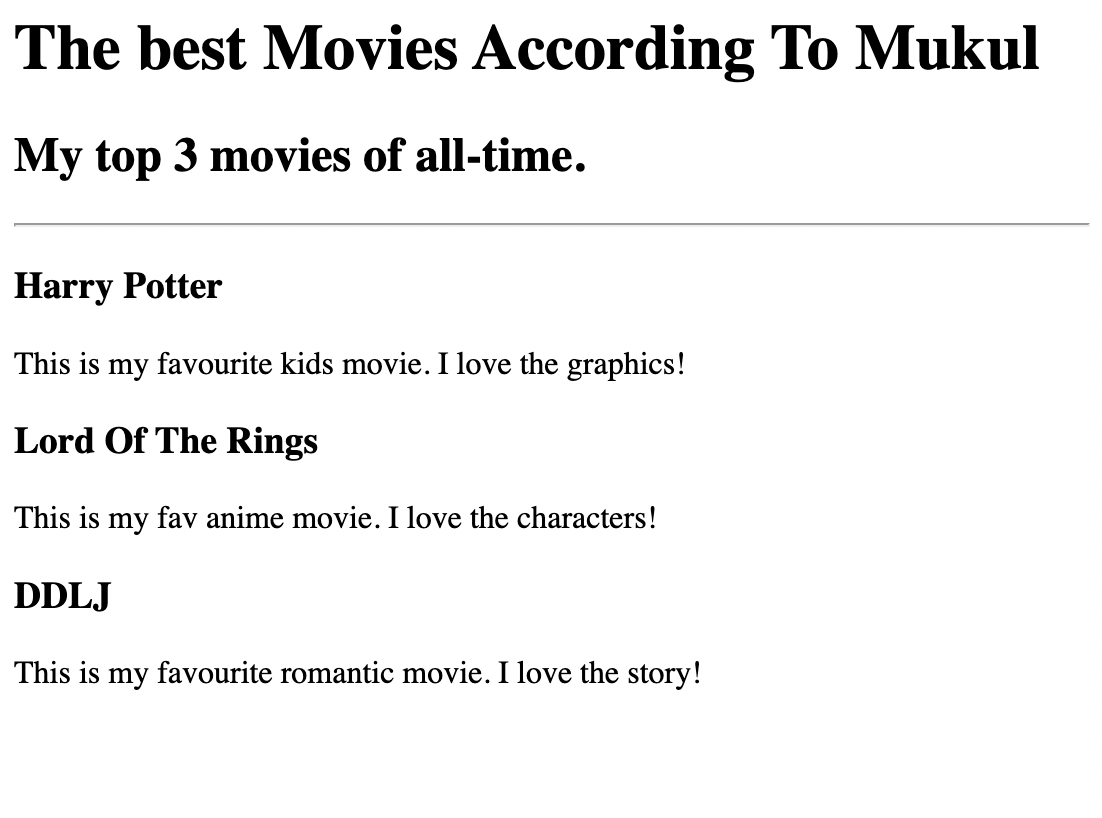 The best Movies According To Mukul
My top 3 movies of all-time.
Harry Potter
This is my favourite kids movie. I love the graphics!
Lord Of The Rings
This is my fav anime movie. I love the characters!
DDLJ
This is my favourite romantic movie. I love the story!